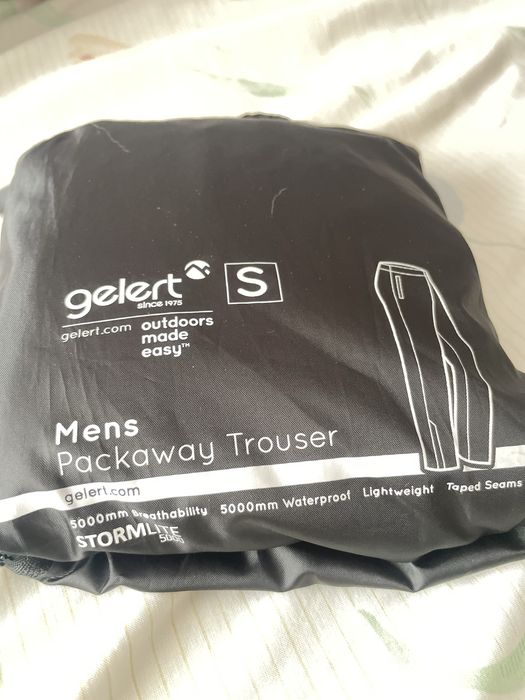 gelert
since 1975
S
gelert.com
outdoors
made
easy™
Mens
Packaway Trouser
gelert.com
5000mm Breathability 5000mm Waterproof Lightweight Taped Seams
STORMLITE
5000